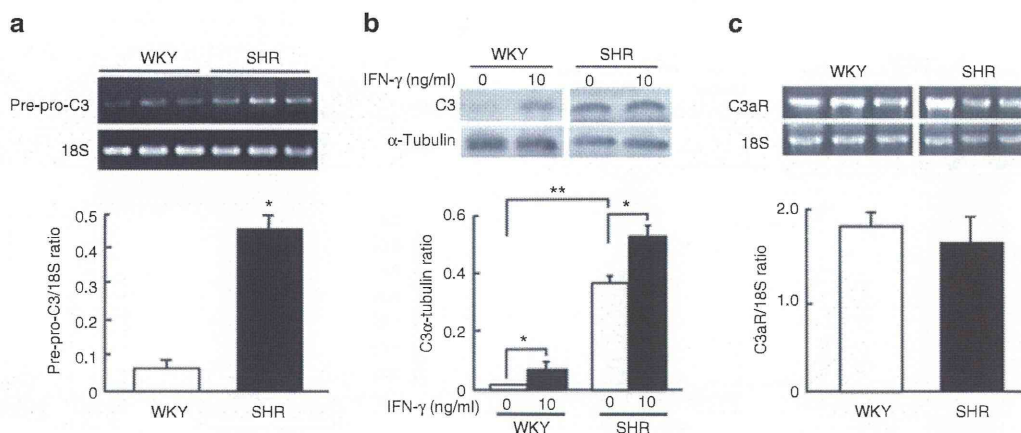 a
WKY SHR
Pre-pro-C3
18S
*
0.5
0.4
0.3
0.2
0.1
0
Pre-pro-C3/18S ratio
WKY SHR
b
WKY SHR
IFN-γ (ng/ml) 0 10 0 10
C3
α-Tubulin
**
*
*
0.6
0.4
0.2
0
C3α-tubulin ratio
IFN-γ (ng/ml) 0 10 0 10
WKY SHR
c
WKY SHR
C3aR
18S
2.0
1.0
0
C3aR/18S ratio
WKY SHR